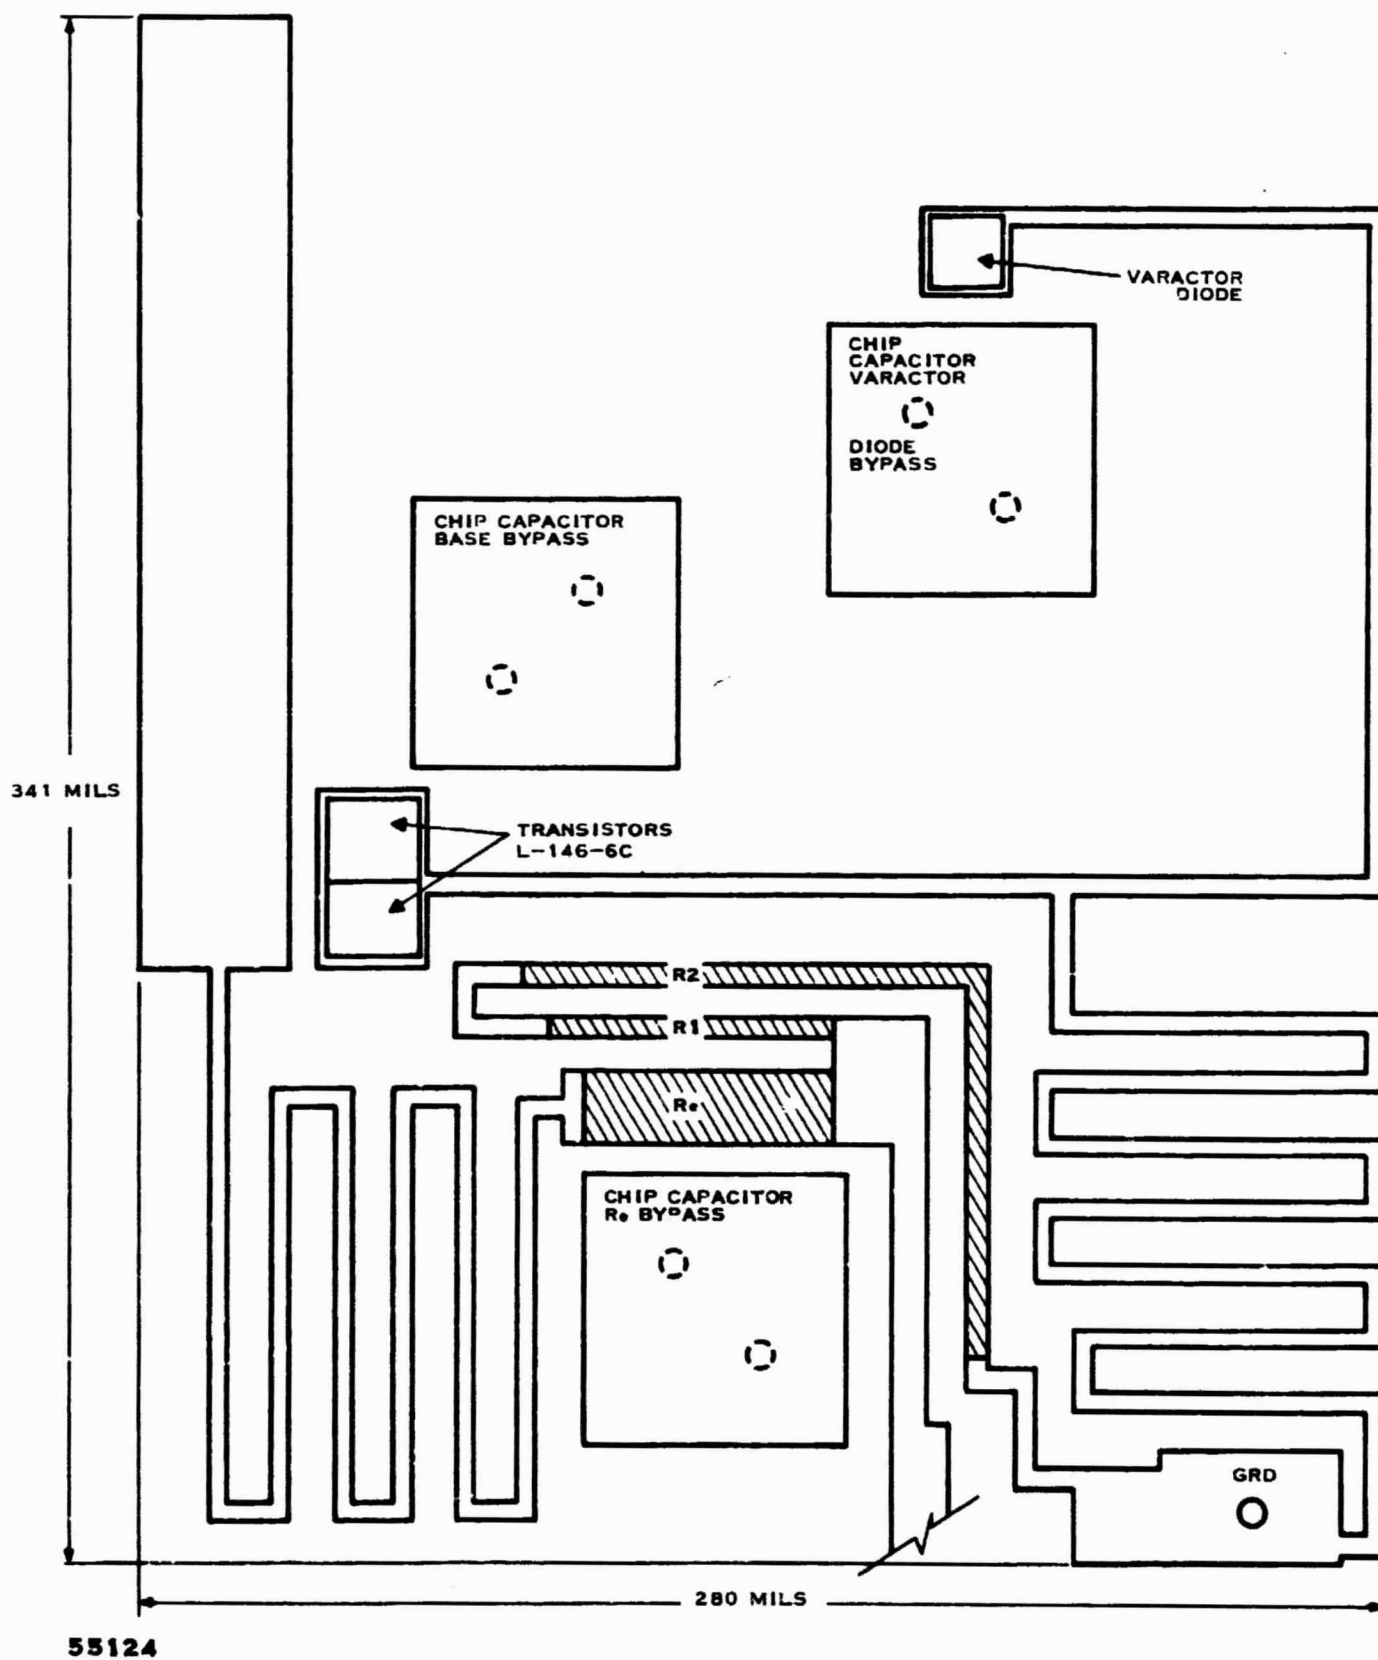 VARACTOR
DIODE
CHIP
CAPACITOR
VARACTOR
DIODE
BYPASS
CHIP CAPACITOR
BASE BYPASS
341 MILS
TRANSISTORS
L-146-6C
R2
R1
Re
CHIP CAPACITOR
Re BYPASS
GRD
280 MILS
55124